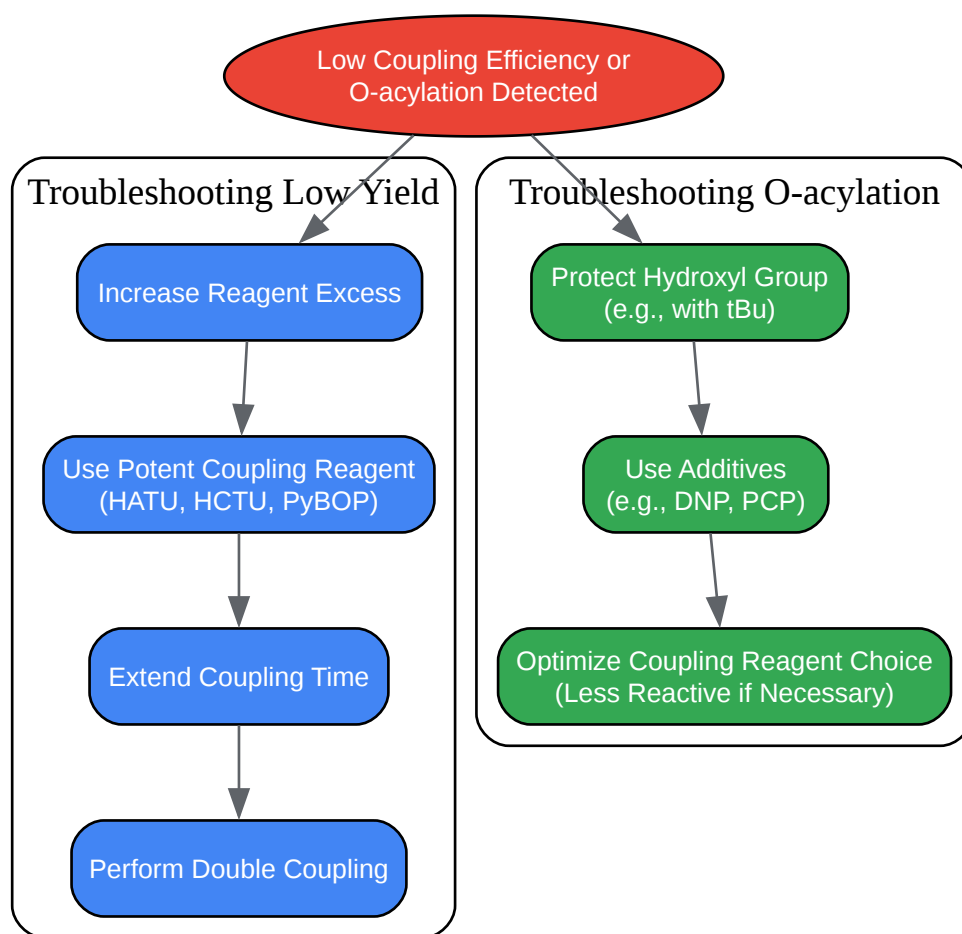 Low Coupling Efficiency or
O-acylation Detected
Troubleshooting Low Yield
Increase Reagent Excess
Use Potent Coupling Reagent
(HATU, HCTU, PyBOP)
Extend Coupling Time
Perform Double Coupling
Troubleshooting O-acylation
Protect Hydroxyl Group
(e.g., with tBu)
Use Additives
(e.g., DNP, PCP)
Optimize Coupling Reagent Choice
(Less Reactive if Necessary)